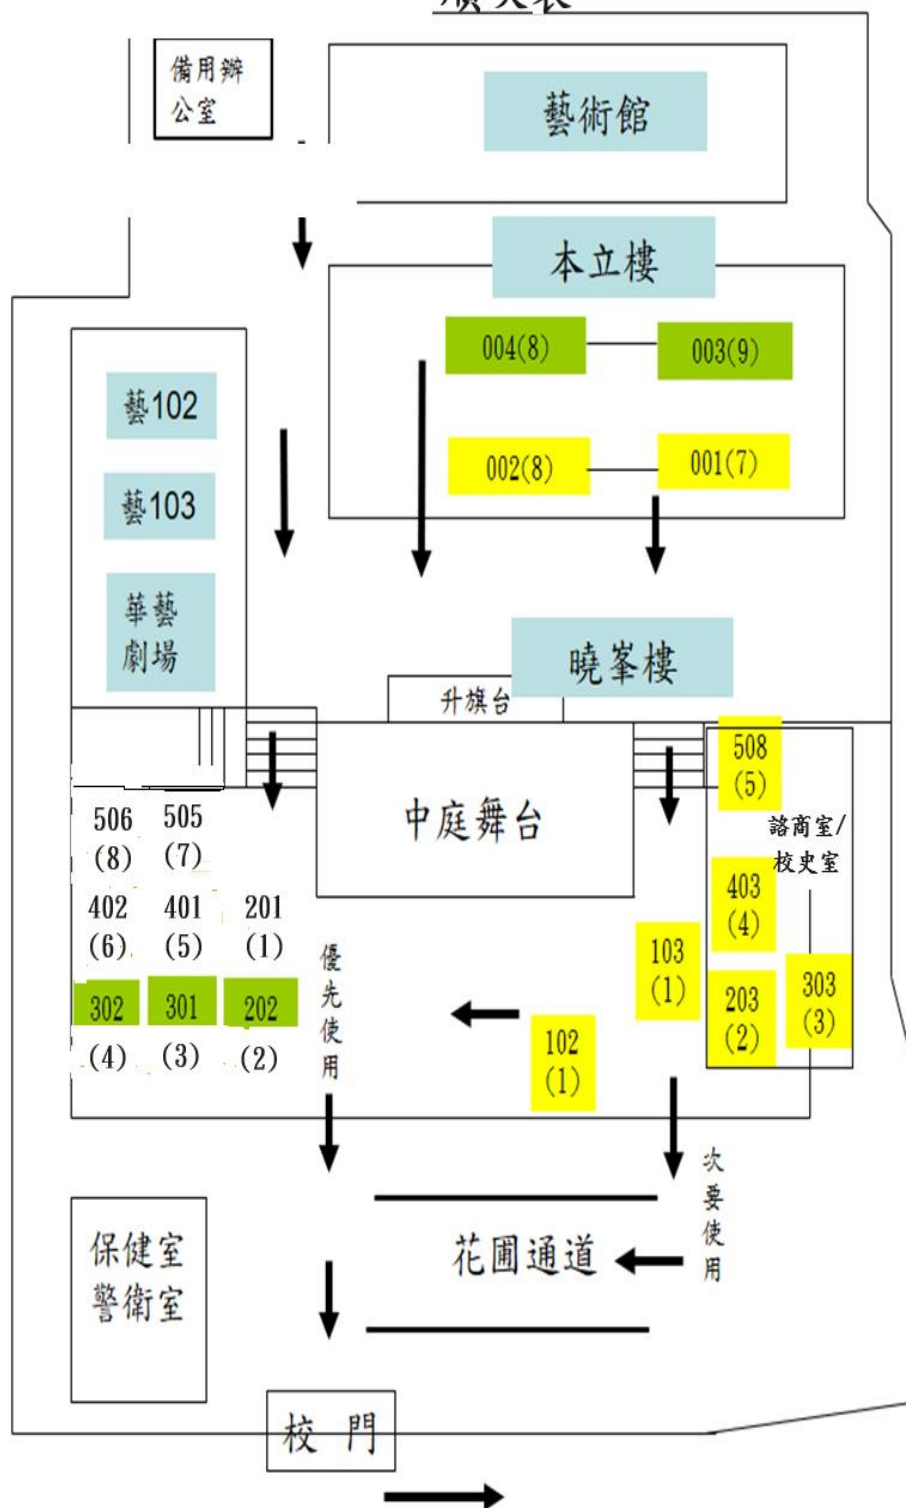 順次表
備用辦
公室
藝術館
本立樓
004(8)
003(9)
002(8)
001(7)
藝102
藝103
華藝
劇場
曉峯樓
升旗台
中庭舞台
508
(5)
諮商室/
校史室
506
(8)
505
(7)
402
(6)
401
(5)
201
(1)
403
(4)
103
(1)
203
(2)
303
(3)
302
(4)
301
(3)
202
(2)
102
(1)
優先使用
次要使用
花圃通道
保健室
警衛室
校門